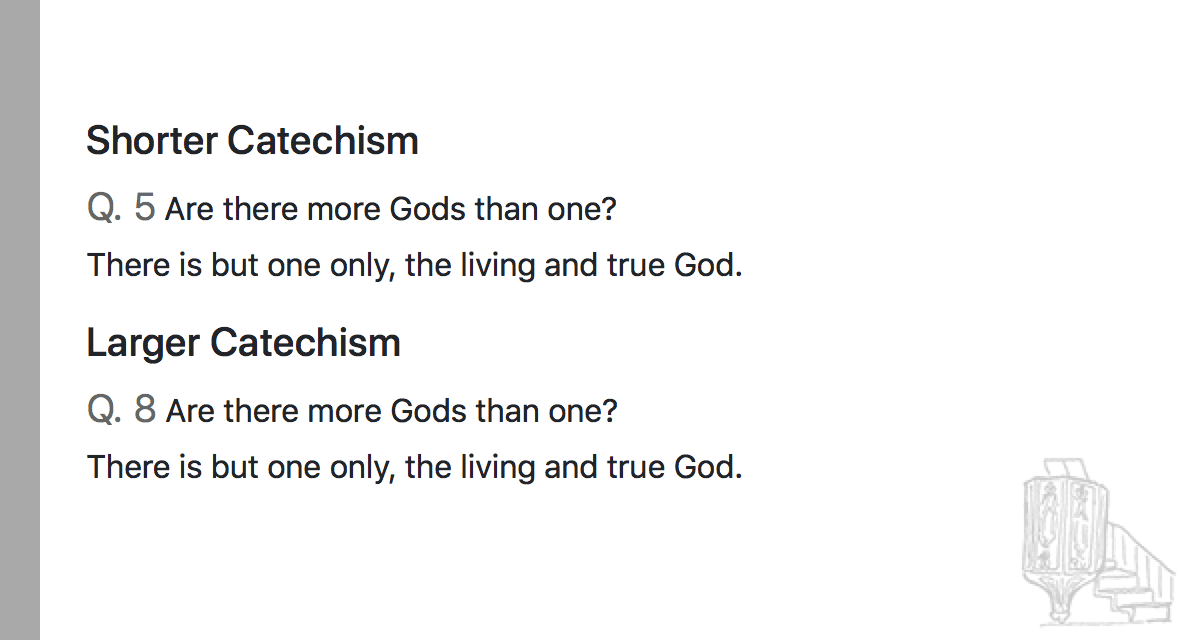 Shorter Catechism
Q. 5 Are there more Gods than one?
There is but one only, the living and true God.
Larger Catechism
Q. 8 Are there more Gods than one?
There is but one only, the living and true God.